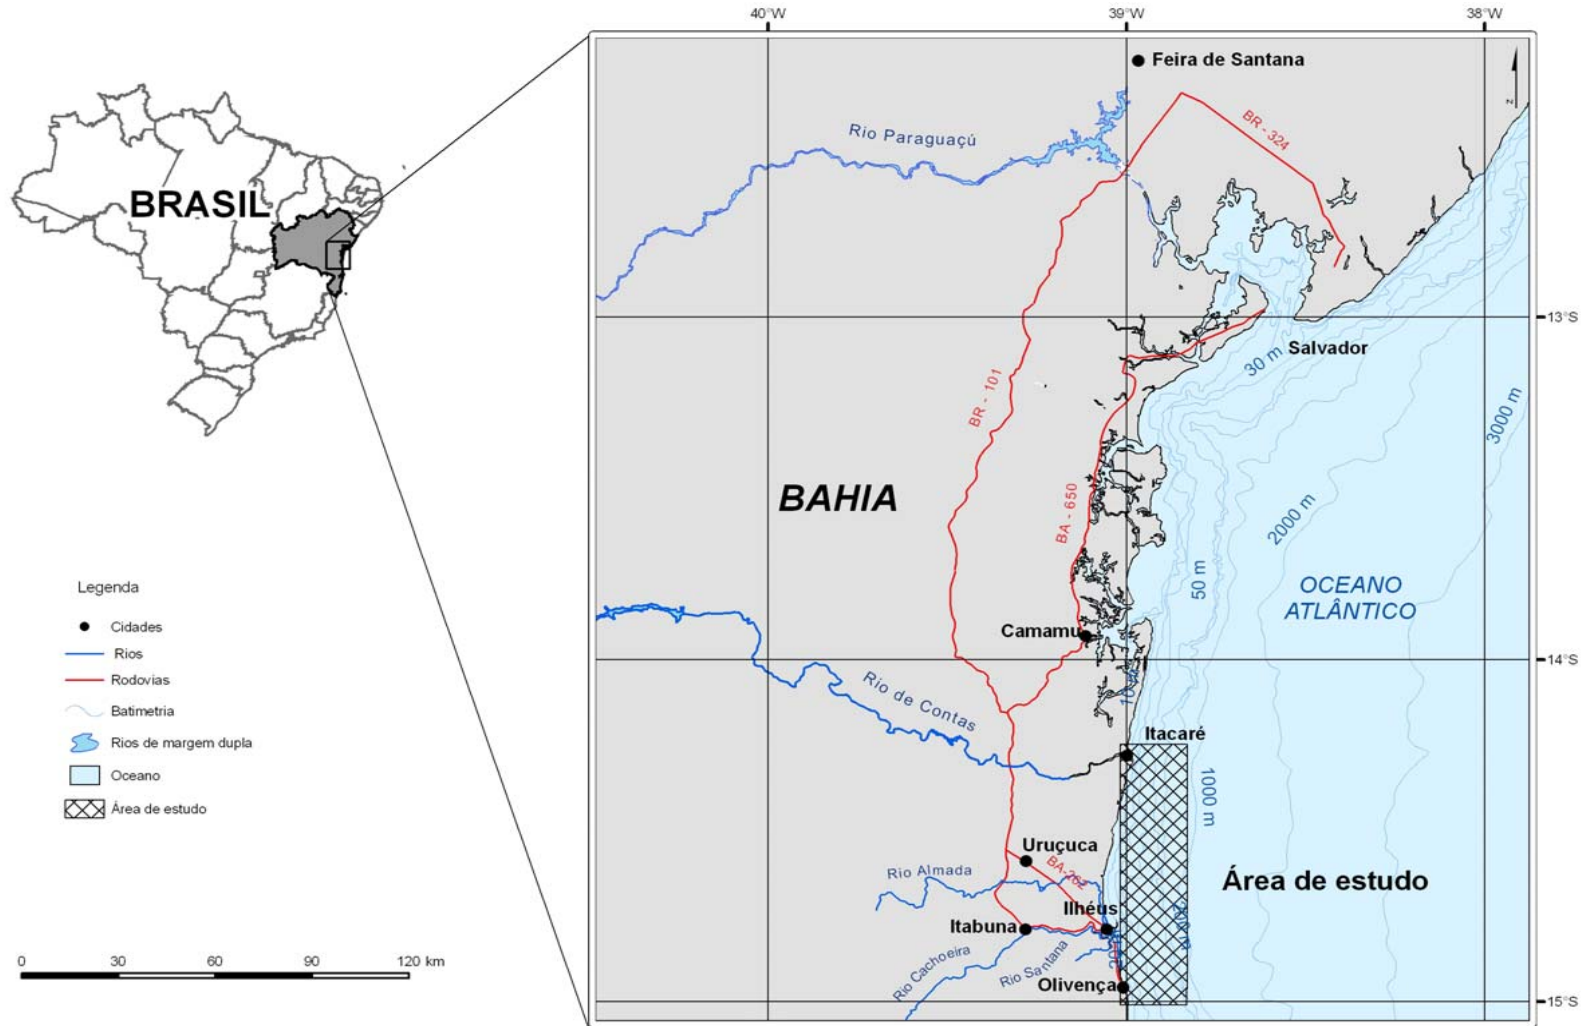 40°W
39°W
38°W
Feira de Santana
BR - 324
Rio Paraguaçú
BRASIL
13°S
Salvador
30 m
BR - 101
3000 m
BAHIA
BA - 650
2000 m
50 m
OCEANO
ATLÂNTICO
Legenda
Cidades
Rios
Rodovias
Batimetria
Rios de margem dupla
Oceano
Área de estudo
Camamu
14°S
Rio de Contas
Itacaré
1000 m
Uruçuca
BA-262
Rio Almada
Área de estudo
Ilhéus
Itabuna
Rio Cachoeira
Rio Santana
Olivença
15°S
0 30 60 90 120 km